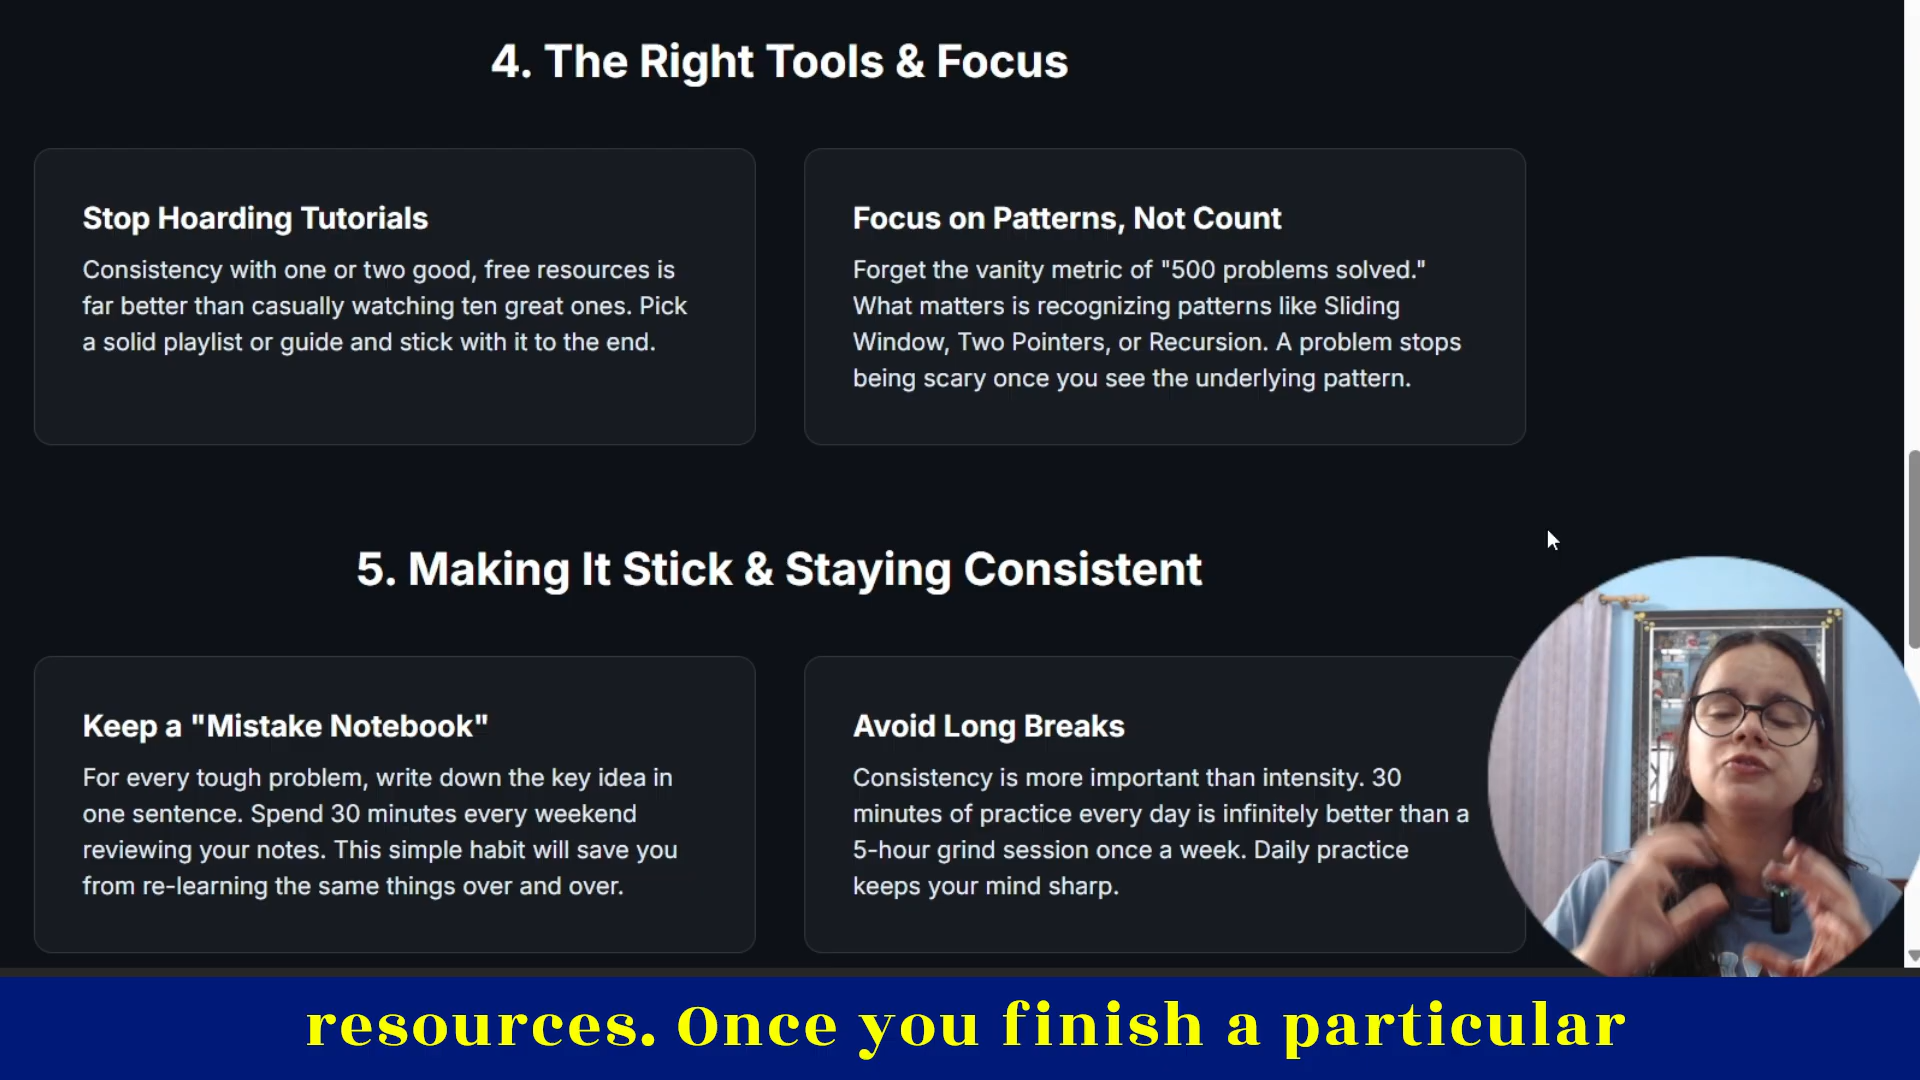 4. The Right Tools & Focus
Stop Hoarding Tutorials
Consistency with one or two good, free resources is
far better than casually watching ten great ones. Pick
a solid playlist or guide and stick with it to the end.
Focus on Patterns, Not Count
Forget the vanity metric of "500 problems solved."
What matters is recognizing patterns like Sliding
Window, Two Pointers, or Recursion. A problem stops
being scary once you see the underlying pattern.
5. Making It Stick & Staying Consistent
Keep a "Mistake Notebook"
For every tough problem, write down the key idea in
one sentence. Spend 30 minutes every weekend
reviewing your notes. This simple habit will save you
from re-learning the same things over and over.
Avoid Long Breaks
Consistency is more important than intensity. 30
minutes of practice every day is infinitely better than a
5-hour grind session once a week. Daily practice
keeps your mind sharp.
resources. Once you finish a particular